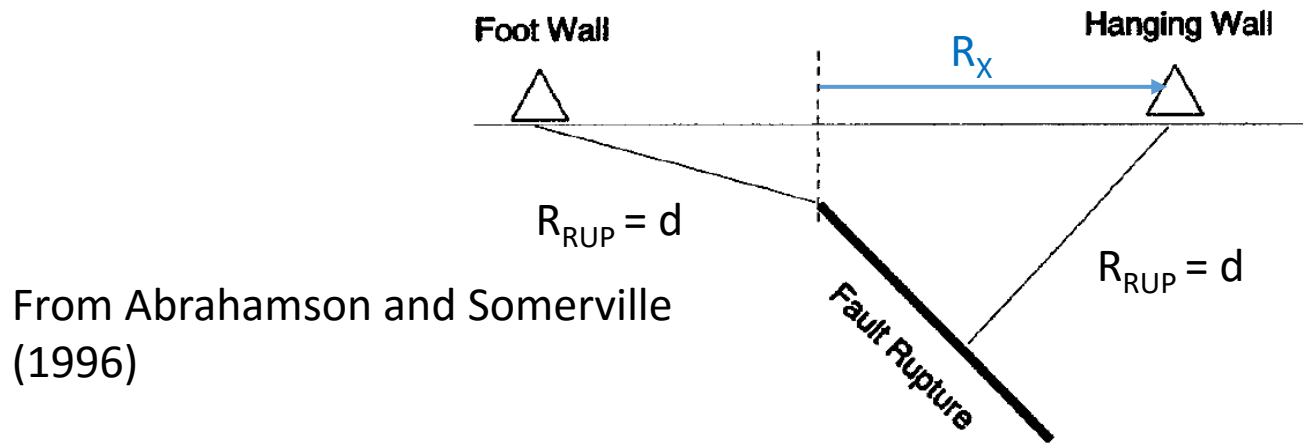 Foot Wall
Hanging Wall
R_X
R_RUP = d
R_RUP = d
Fault Rupture
From Abrahamson and Somerville
(1996)